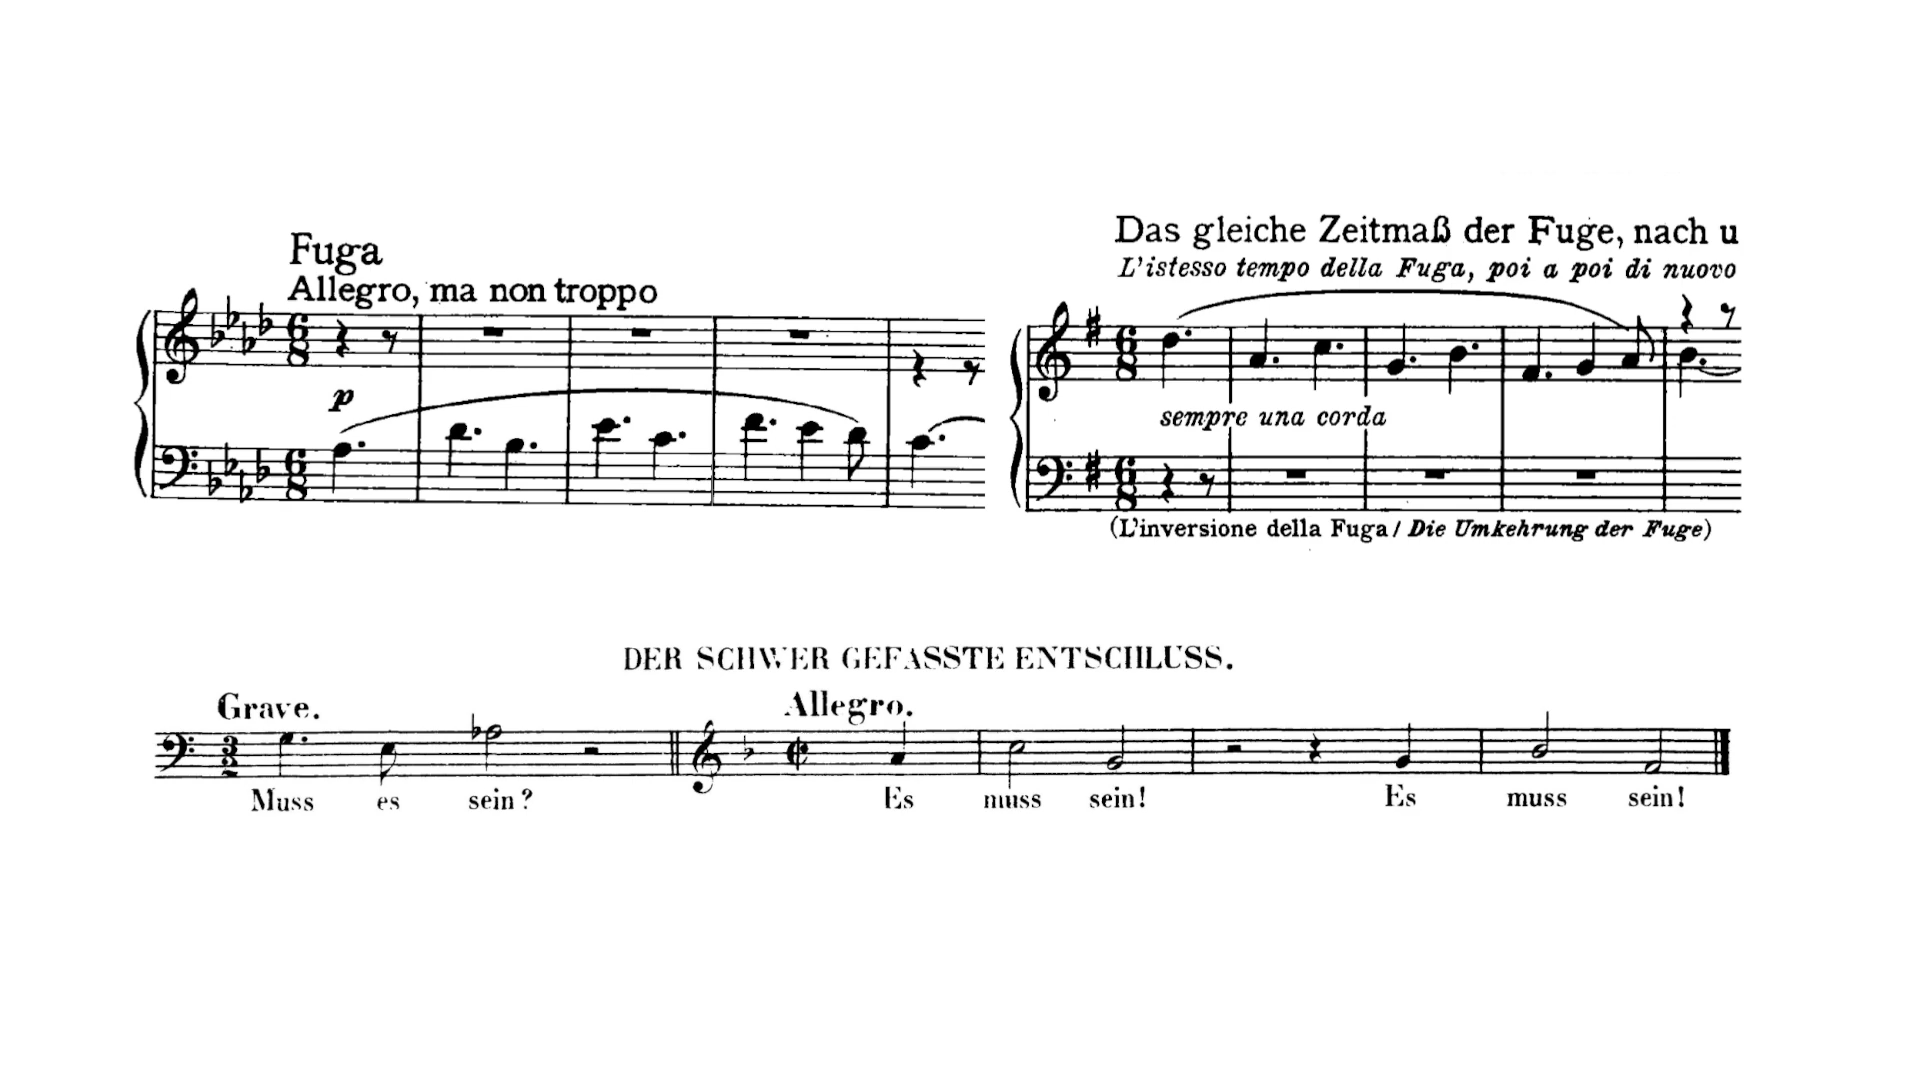 Fuga
Allegro, ma non troppo
p
Das gleiche Zeitmaß der Fuge, nach u
L'istesso tempo della Fuga, poi a poi di nuovo
sempre una corda
(L'inversione della Fuga / Die Umkehrung der Fuge)
DER SCHWER GEFASSTE ENTSCHLUSS.
Grave. Allegro.
Muss es sein? Es muss sein! Es muss sein!